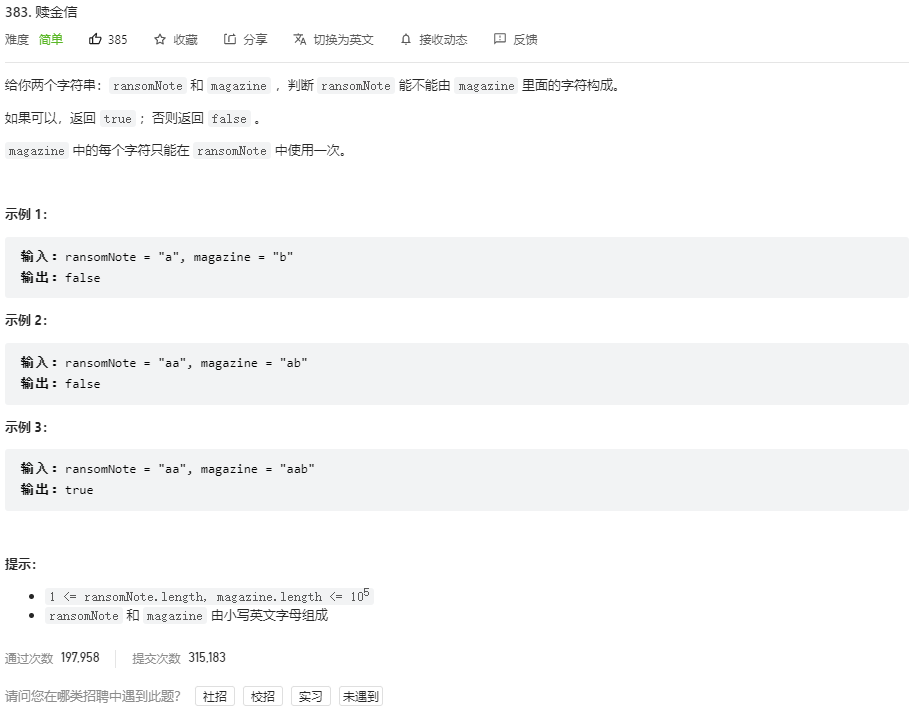 383. 赎金信
难度 简单 385 收藏 分享 切换为英文 接收动态 反馈
给你两个字符串：ransomNote 和 magazine ，判断 ransomNote 能不能由 magazine 里面的字符构成。
如果可以，返回 true ；否则返回 false 。
magazine 中的每个字符只能在 ransomNote 中使用一次。
示例 1：
输入：ransomNote = "a", magazine = "b"
输出：false
示例 2：
输入：ransomNote = "aa", magazine = "ab"
输出：false
示例 3：
输入：ransomNote = "aa", magazine = "aab"
输出：true
提示：
• 1 <= ransomNote.length, magazine.length <= 10⁵
• ransomNote 和 magazine 由小写英文字母组成
通过次数 197,958 提交次数 315,183
请问您在哪类招聘中遇到此题？ 社招 校招 实习 未遇到